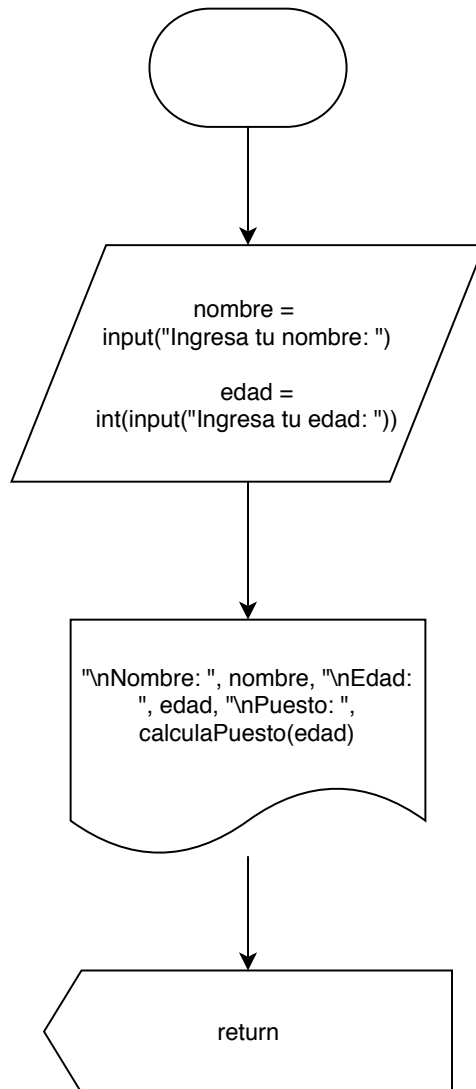 nombre =
input("Ingresa tu nombre: ")
edad =
int(input("Ingresa tu edad: "))
"\nNombre: ", nombre, "\nEdad:
", edad, "\nPuesto: ",
calculaPuesto(edad)
return